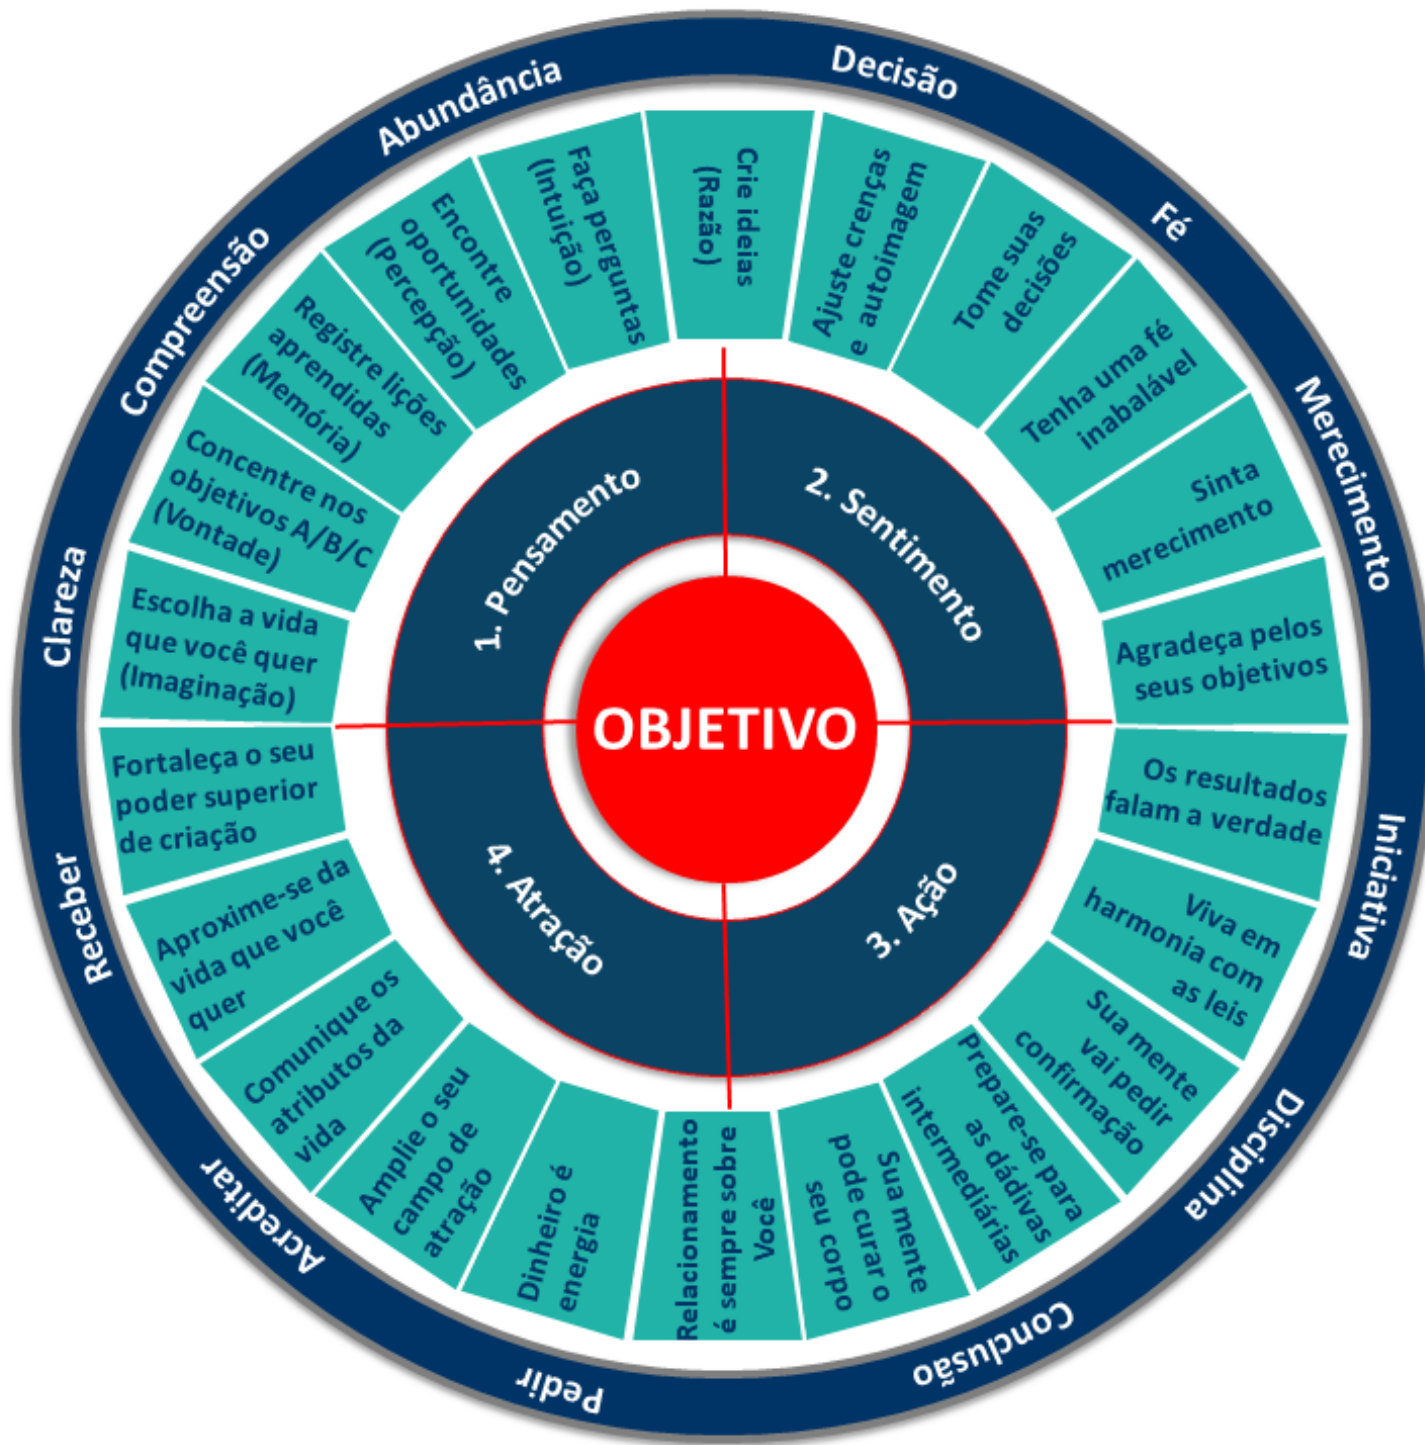 OBJETIVO
1. Pensamento
2. Sentimento
3. Ação
4. Atração
Clareza
Compreensão
Abundância
Decisão
Fé
Merecimento
Iniciativa
Disciplina
Conclusão
Pedir
Acreditar
Receber
Escolha a vida
que você quer
(Imaginação)
Concentre nos
objetivos A/B/C
(Vontade)
Registre lições
aprendidas
(Memória)
Encontre
oportunidades
(Percepção)
Faça perguntas
(Intuição)
Crie ideias
(Razão)
Ajuste crenças
e autoimagem
Tome suas
decisões
Tenha uma fé
inabalável
Sinta
merecimento
Agradeça pelos
seus objetivos
Os resultados
falam a verdade
Viva em
harmonia com
as leis
Sua mente
vai pedir
confirmação
Prepare-se para
as dádivas
intermediárias
Sua mente
pode curar o
seu corpo
Relacionamento
é sempre sobre
Você
Dinheiro é
energia
Amplie o seu
campo de
atração
Comunique os
atributos da
vida
Aproxime-se da
vida que você
quer
Fortaleça o seu
poder superior
de criação